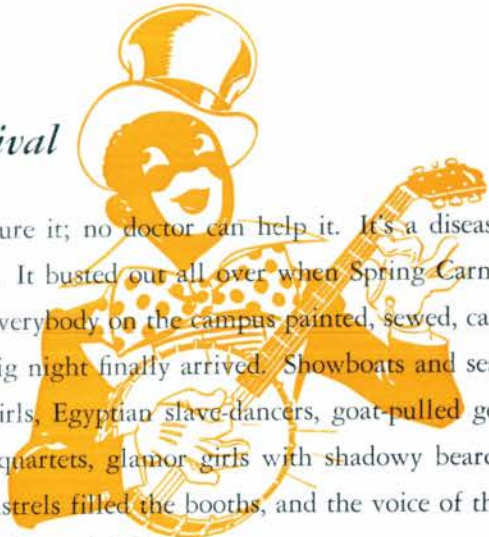 ival
ure it; no doctor can help it. It's a diseas
. It busted out all over when Spring Carn
verybody on the campus painted, sewed, ca
ig night finally arrived. Showboats and se
irls, Egyptian slave-dancers, goat-pulled go
quartets, glamor girls with shadowy beard
strels filled the booths, and the voice of th